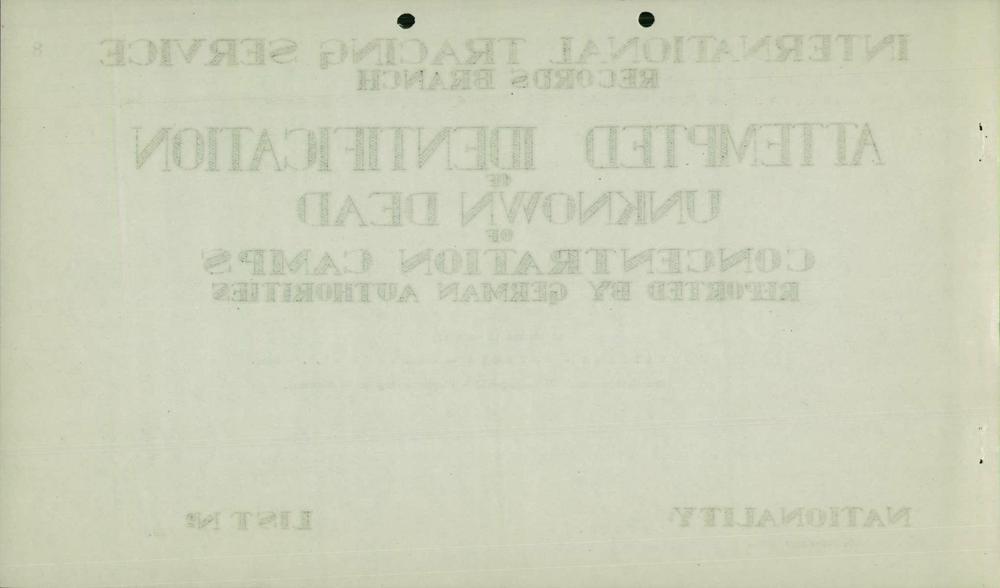 8
INTERNATIONAL TRACING SERVICE
RECORDS BRANCH
ATTEMPTED IDENTIFICATION
OF
UNKNOWN DEAD
OF
CONCENTRATION CAMPS
REPORTED BY GERMAN AUTHORITIES
NATIONALITY
LIST Nº